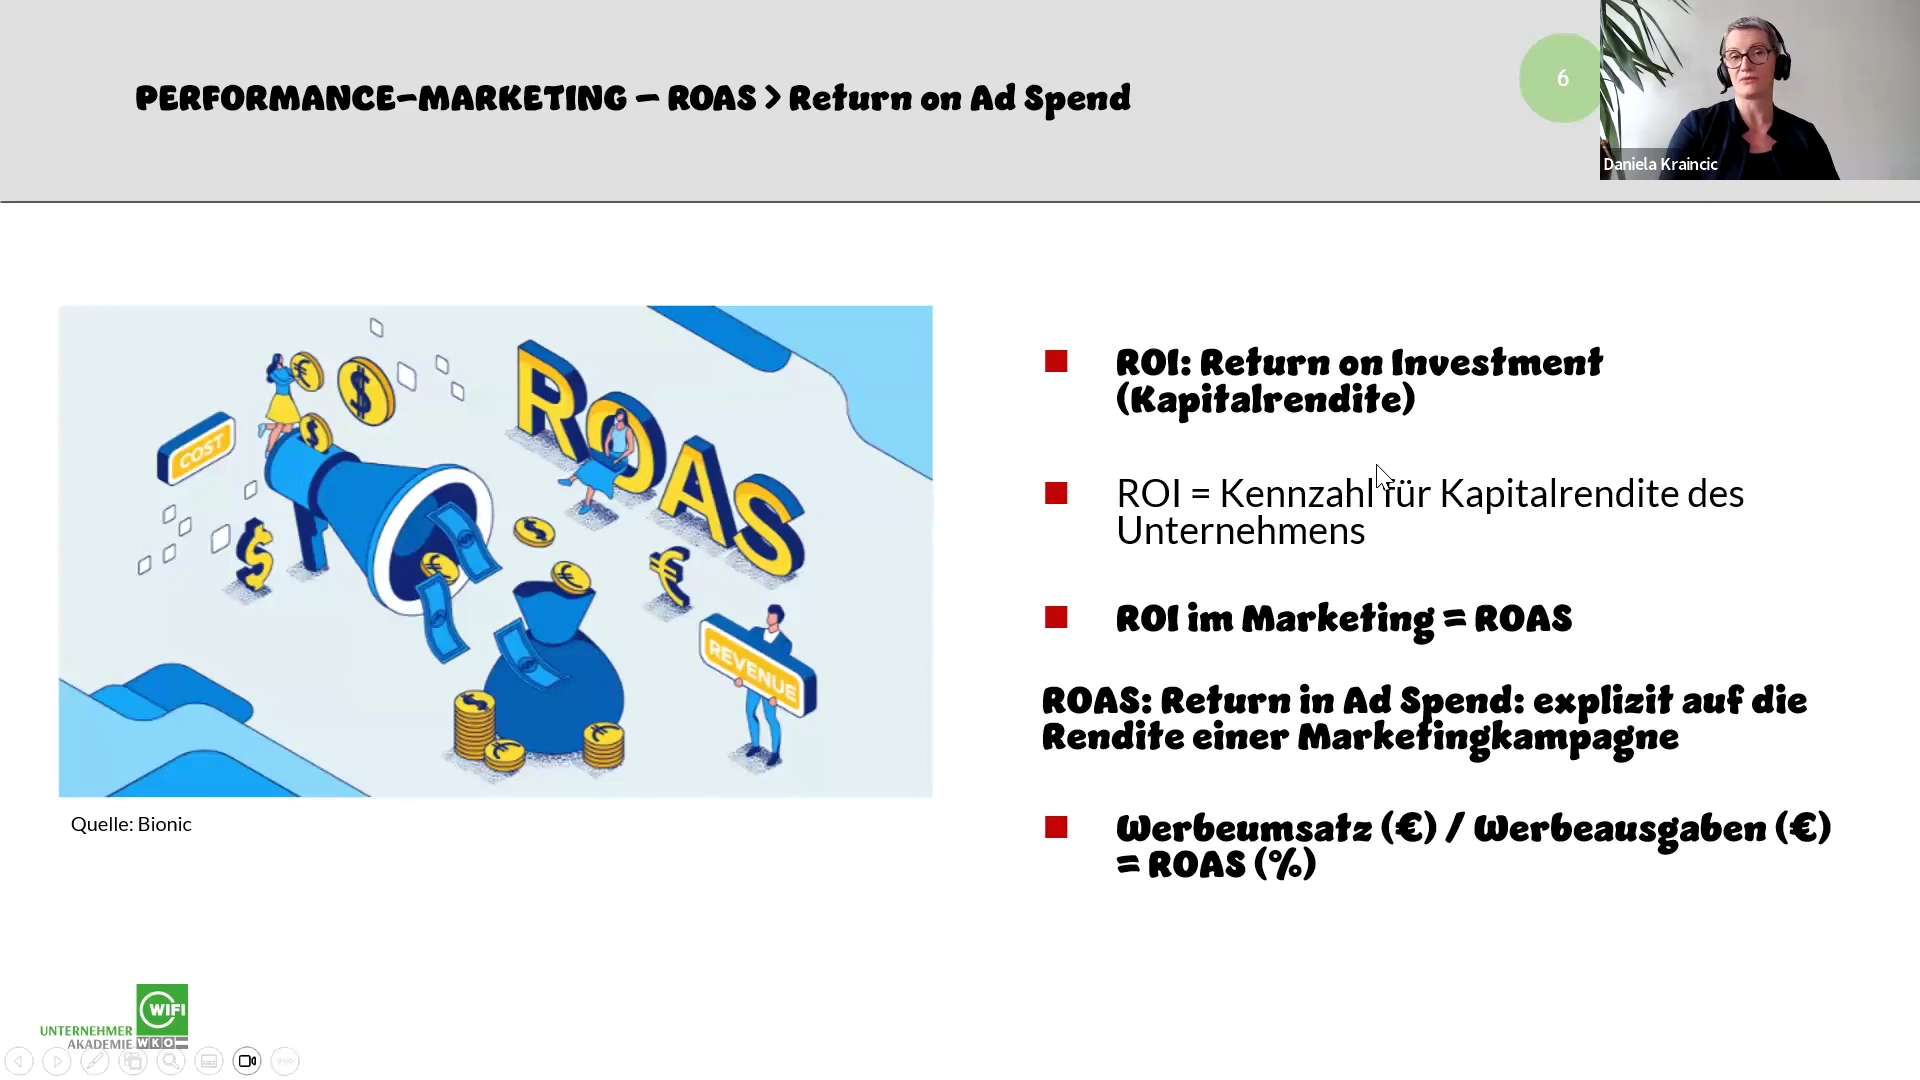 PERFORMANCE-MARKETING – ROAS > Return on Ad Spend
6
Daniela Kraincic
COST
ROAS
REVENUE
Quelle: Bionic
ROI: Return on Investment
(Kapitalrendite)
ROI = Kennzahl für Kapitalrendite des
Unternehmens
ROI im Marketing = ROAS
ROAS: Return in Ad Spend: explizit auf die
Rendite einer Marketingkampagne
Werbeumsatz (€) / Werbeausgaben (€)
= ROAS (%)
WIFI
UNTERNEHMER
AKADEMIE WKO